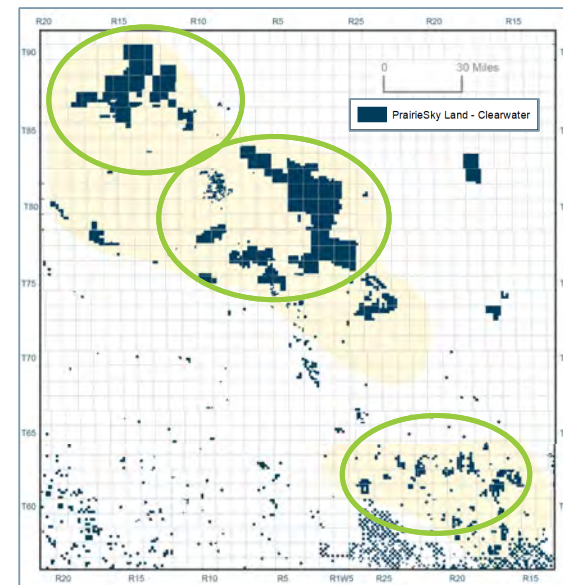 R20 R15 R10 R5 R25 R20 R15
T90
0 30 Miles
PrairieSky Land - Clearwater
T85
T80
T75
T70
T65
T60
R20 R15 R10 R5 R1W5 R25 R20 R15